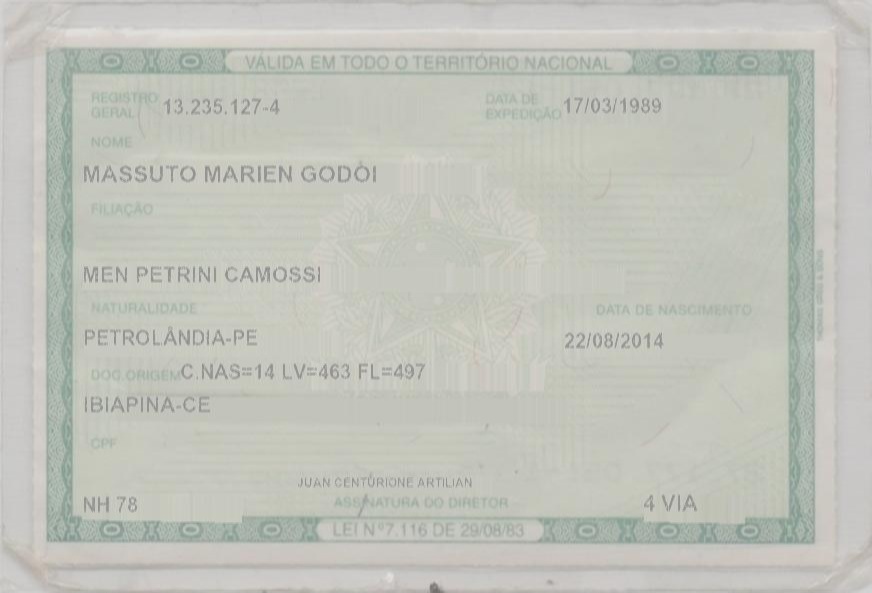 VÁLIDA EM TODO O TERRITÓRIO NACIONAL
REGISTRO GERAL 13.235.127-4 DATA DE EXPEDIÇÃO 17/03/1989
NOME
MASSUTO MARIEN GODOI
FILIAÇÃO
MEN PETRINI CAMOSSI
NATURALIDADE DATA DE NASCIMENTO
PETROLÂNDIA-PE 22/08/2014
DOC.ORIGEM C.NAS=14 LV=463 FL=497
IBIAPINA-CE
CPF
JUAN CENTURIONE ARTILIAN
NH 78 ASSINATURA DO DIRETOR 4 VIA
LEI Nº7.116 DE 29/08/83